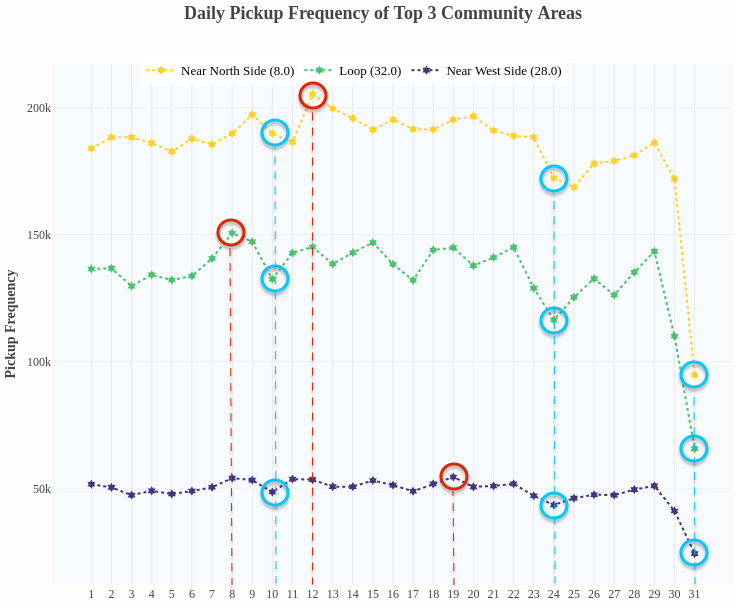 Daily Pickup Frequency of Top 3 Community Areas
Near North Side (8.0) Loop (32.0) Near West Side (28.0)
200k
150k
100k
50k
Pickup Frequency
1 2 3 4 5 6 7 8 9 10 11 12 13 14 15 16 17 18 19 20 21 22 23 24 25 26 27 28 29 30 31